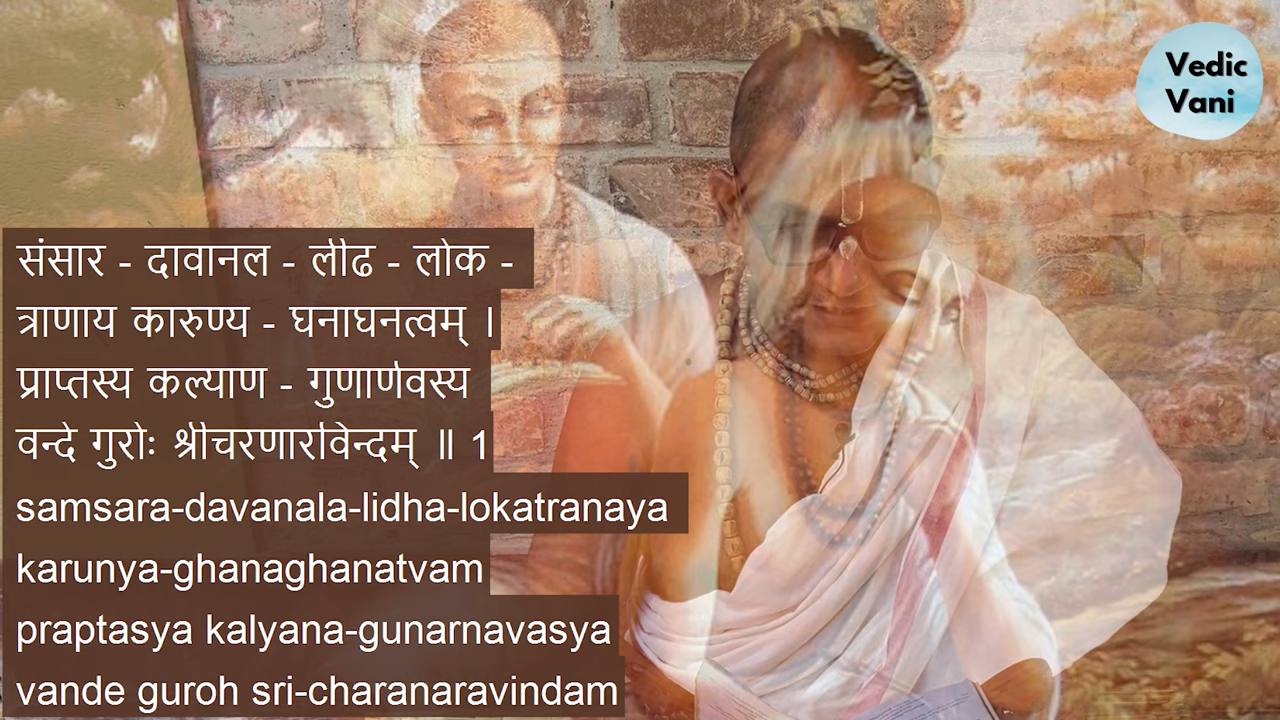 Vedic
Vani
संसार - दावानल - लीढ - लोक -
त्राणाय कारुण्य - घनाघनत्वम् ।
प्राप्तस्य कल्याण - गुणार्णवस्य
वन्दे गुरोः श्रीचरणारविन्दम् ॥ 1
samsara-davanala-lidha-lokatranaya
karunya-ghanaghanatvam
praptasya kalyana-gunarnavasya
vande guroh sri-charanaravindam